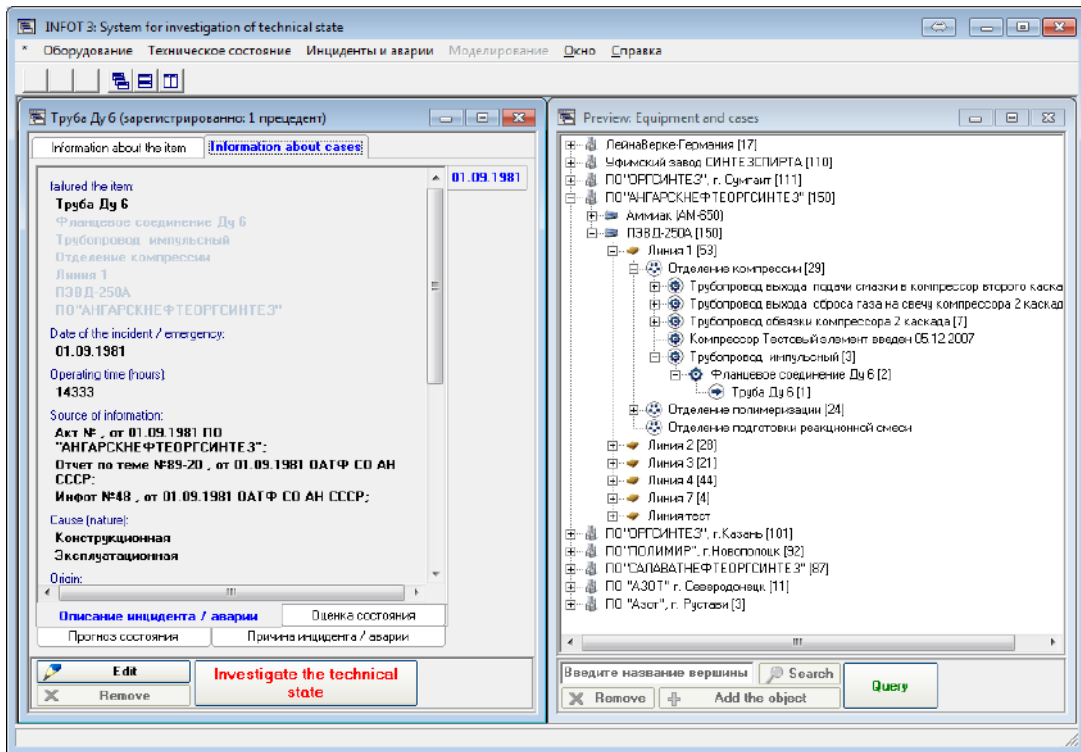 INFOT 3: System for investigation of technical state
* Оборудование Техническое состояние Инциденты и аварии Моделирование Окно Справка
Труба Ду 6 (зарегистрированно: 1 прецедент)
Information about the item Information about cases
01.09.1981
failured the item:
Труба Ду 6
Фланцевое соединение Ду 6
Трубопровод импульсный
Отделение компрессии
Линия 1
ПЭВД-250А
ПО"АНГАРСКНЕФТЕОРГСИНТЕЗ"
Date of the incident / emergency:
01.09.1981
Operating time (hours):
14333
Source of information:
Акт № , от 01.09.1981 ПО
"АНГАРСКНЕФТЕОРГСИНТЕЗ";
Отчет по теме №89-20 , от 01.09.1981 ОАТФ СО АН
СССР;
Инфот №48 , от 01.09.1981 ОАТФ СО АН СССР;
Cause (nature):
Конструкционная
Эксплуатационная
Origin:
Описание инцидента / аварии Оценка состояния
Прогноз состояния Причина инцидента / аварии
Edit
Remove
Investigate the technical
state
Preview: Equipment and cases
ЛейнаВерке-Германия [17]
Уфимский завод СИНТЕЗСПИРТА [110]
ПО"ОРГСИНТЕЗ", г. Сумгаит [111]
ПО"АНГАРСКНЕФТЕОРГСИНТЕЗ" [150]
Аммиак (АМ-650)
ПЭВД-250А [150]
Линия 1 [53]
Отделение компрессии [29]
Трубопровод выхода подачи смазки в компрессор второго каска
Трубопровод выхода сброса газа на свечу компрессора 2 каскад
Трубопровод обвязки компрессора 2 каскада [7]
Компрессор Тестовый элемент введен 05.12.2007
Трубопровод импульсный [3]
Фланцевое соединение Ду 6 [2]
Труба Ду 6 [1]
Отделение полимеризации [24]
Отделение подготовки реакционной смеси
Линия 2 [28]
Линия 3 [21]
Линия 4 [44]
Линия 7 [4]
Линия тест
ПО"ОРГСИНТЕЗ", г.Казань [101]
ПО"ПОЛИМИР", г.Новополоцк [92]
ПО"САЛАВАТНЕФТЕОРГСИНТЕЗ" [87]
ПО "АЗОТ" г. Северодонецк [11]
ПО "Азот", г. Рустави [3]
Введите название вершины Search
Remove Add the object
Query